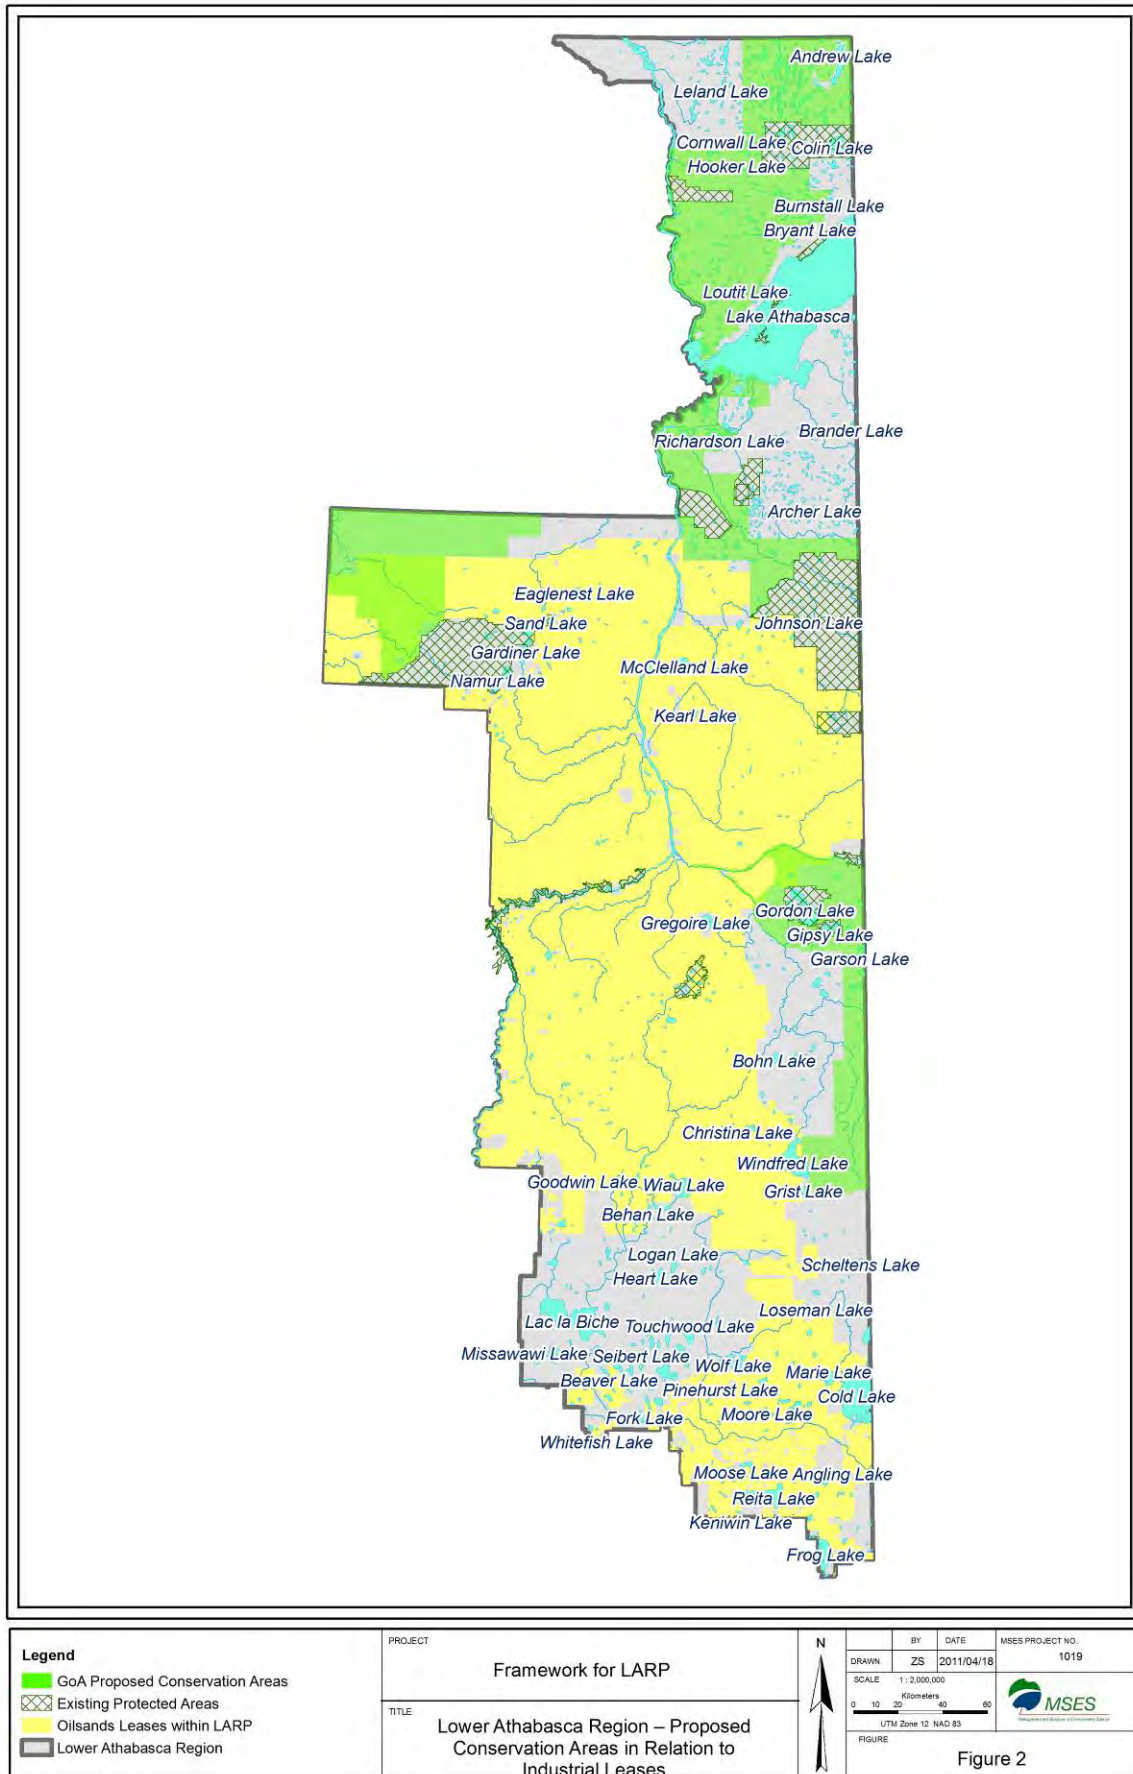 Andrew Lake
Leland Lake
Cornwall Lake
Colin Lake
Hooker Lake
Burnstall Lake
Bryant Lake
Loutit Lake
Lake Athabasca
Brander Lake
Richardson Lake
Archer Lake
Eaglenest Lake
Sand Lake
Johnson Lake
Gardiner Lake
McClelland Lake
Namur Lake
Kearl Lake
Gordon Lake
Gregoire Lake
Gipsy Lake
Garson Lake
Bohn Lake
Christina Lake
Windfred Lake
Goodwin Lake
Wiau Lake
Grist Lake
Behan Lake
Logan Lake
Scheltens Lake
Heart Lake
Loseman Lake
Lac la Biche
Touchwood Lake
Missawawi Lake
Seibert Lake
Wolf Lake
Marie Lake
Beaver Lake
Pinehurst Lake
Cold Lake
Fork Lake
Moore Lake
Whitefish Lake
Moose Lake
Angling Lake
Reita Lake
Keniwin Lake
Frog Lake
Legend
GoA Proposed Conservation Areas
Existing Protected Areas
Oilsands Leases within LARP
Lower Athabasca Region
PROJECT
Framework for LARP
TITLE
Lower Athabasca Region – Proposed
Conservation Areas in Relation to
Industrial Leases
N
BY DATE
DRAWN ZS 2011/04/18
SCALE 1 : 2,000,000
Kilometers
0 10 20 40 60
UTM Zone 12 NAD 83
MSES PROJECT NO.
1019
MSES
FIGURE
Figure 2